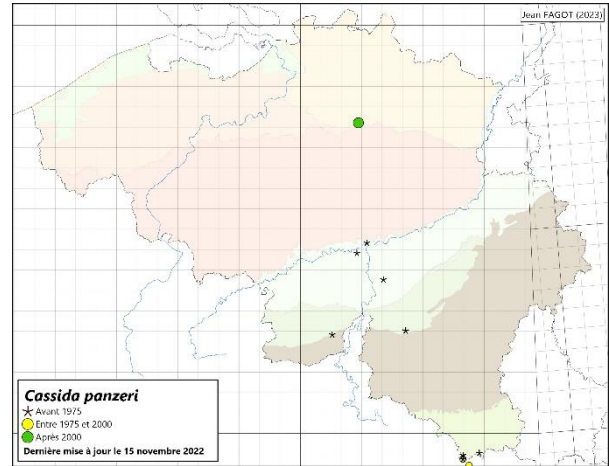 Jean FAGOT (2023)
Cassida panzeri
Avant 1975
Entre 1975 et 2000
Après 2000
Dernière mise à jour le 15 novembre 2022